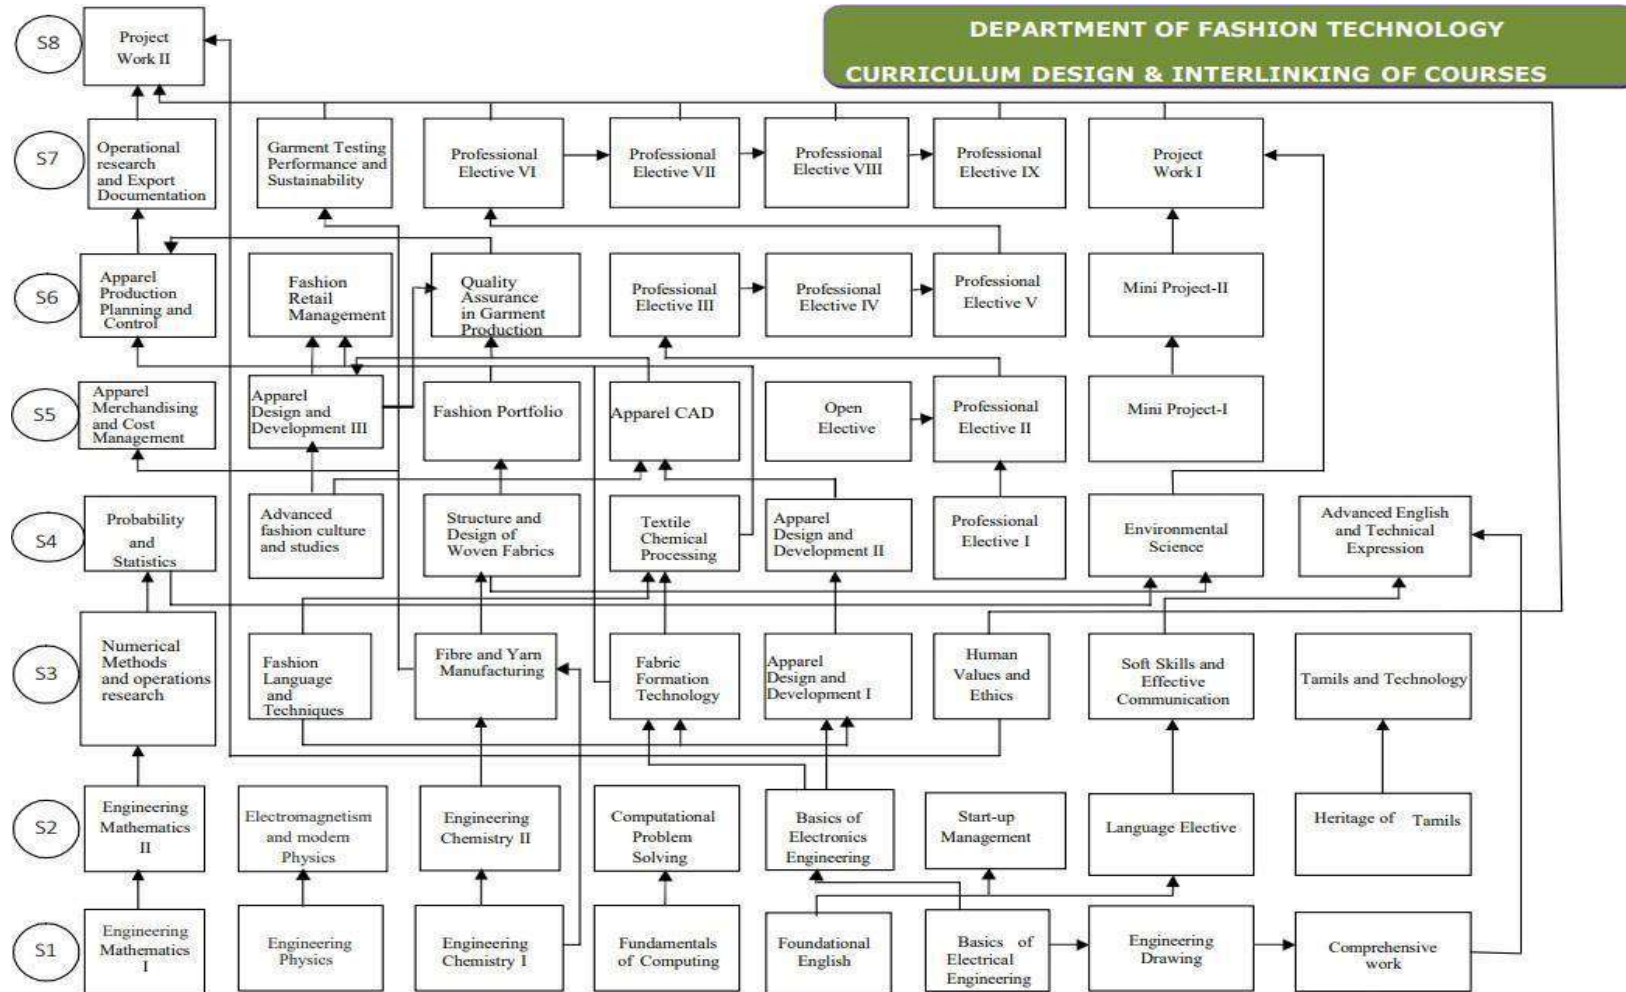 DEPARTMENT OF FASHION TECHNOLOGY
CURRICULUM DESIGN & INTERLINKING OF COURSES
S8
Project
Work II
S7
Operational
research
and Export
Documentation
Garment Testing
Performance and
Sustainability
Professional
Elective VI
Professional
Elective VII
Professional
Elective VIII
Professional
Elective IX
Project
Work I
S6
Apparel
Production
Planning and
Control
Fashion
Retail
Management
Quality
Assurance
in Garment
Production
Professional
Elective III
Professional
Elective IV
Professional
Elective V
Mini Project-II
S5
Apparel
Merchandising
and Cost
Management
Apparel
Design and
Development III
Fashion Portfolio
Apparel CAD
Open
Elective
Professional
Elective II
Mini Project-I
S4
Probability
and
Statistics
Advanced
fashion culture
and studies
Structure and
Design of
Woven Fabrics
Textile
Chemical
Processing
Apparel
Design and
Development II
Professional
Elective I
Environmental
Science
Advanced English
and Technical
Expression
S3
Numerical
Methods
and operations
research
Fashion
Language
and
Techniques
Fibre and Yarn
Manufacturing
Fabric
Formation
Technology
Apparel
Design and
Development I
Human
Values and
Ethics
Soft Skills and
Effective
Communication
Tamils and Technology
S2
Engineering
Mathematics
II
Electromagnetism
and modern
Physics
Engineering
Chemistry II
Computational
Problem
Solving
Basics of
Electronics
Engineering
Start-up
Management
Language Elective
Heritage of Tamils
S1
Engineering
Mathematics
I
Engineering
Physics
Engineering
Chemistry I
Fundamentals
of Computing
Foundational
English
Basics of
Electrical
Engineering
Engineering
Drawing
Comprehensive
work